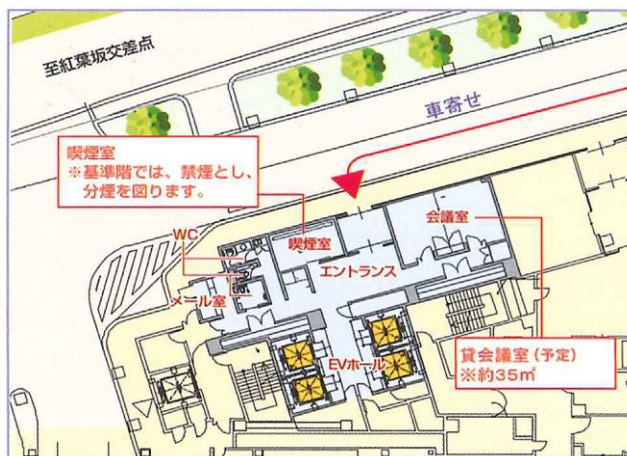 至紅葉坂交差点
車寄せ
喫煙室
※基準階では、禁煙とし、
分煙を図ります。
WC
喫煙室
会議室
エントランス
メール室
EVホール
貸会議室(予定)
※約35㎡